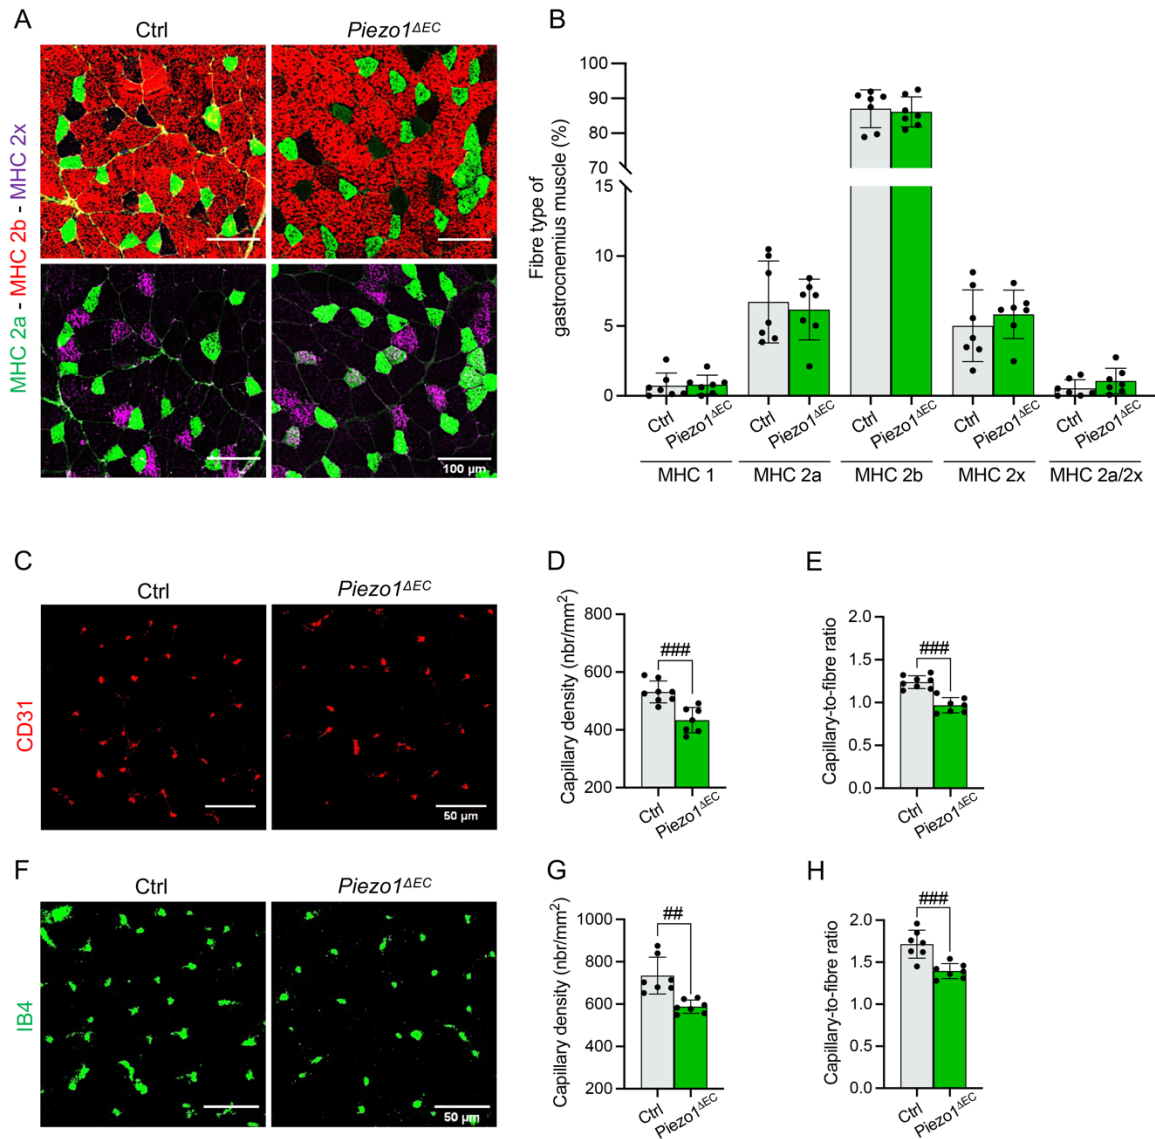 A
Ctrl
Piezo1ΔEC
MHC 2a - MHC 2b - MHC 2x
100 µm
B
Fibre type of
gastrocnemius muscle (%)
100
90
80
70
15
10
5
0
Ctrl
Piezo1ΔEC
Ctrl
Piezo1ΔEC
Ctrl
Piezo1ΔEC
Ctrl
Piezo1ΔEC
Ctrl
Piezo1ΔEC
MHC 1
MHC 2a
MHC 2b
MHC 2x
MHC 2a/2x
C
Ctrl
Piezo1ΔEC
CD31
50 µm
D
Capillary density (nbr/mm²)
800
600
400
200
###
Ctrl
Piezo1ΔEC
E
Capillary-to-fibre ratio
2.0
1.5
1.0
0.5
0.0
###
Ctrl
Piezo1ΔEC
F
Ctrl
Piezo1ΔEC
IB4
50 µm
G
Capillary density (nbr/mm²)
1000
800
600
400
200
##
Ctrl
Piezo1ΔEC
H
Capillary-to-fibre ratio
2.0
1.5
1.0
0.5
0.0
###
Ctrl
Piezo1ΔEC